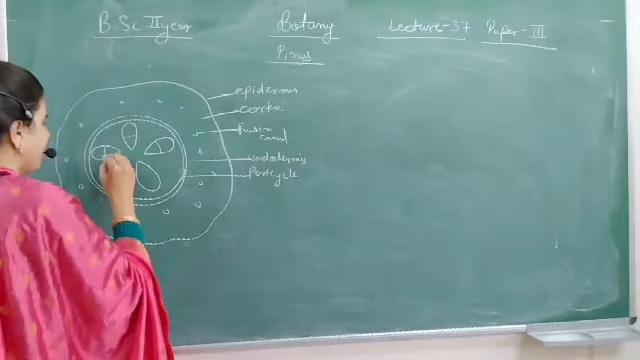 B.Sc II year Botany Lecture-37 Paper-III
Pinus
epidermis
cortex
Resin
canal
endodermis
Pericycle